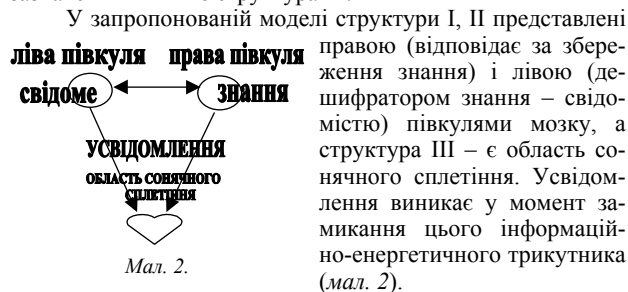 У запропонованій моделі структури І, ІІ представлені
ліва півкуля права півкуля
свідоме знання
УСВІДОМЛЕННЯ
ОБЛАСТЬ СОНЯЧНОГО
СПЛЕТІННЯ
Мал. 2.
правою (відповідає за збере-
ження знання) і лівою (де-
шифратором знання – свідо-
містю) півкулями мозку, а
структура ІІІ – є область со-
нячного сплетіння. Усвідом-
лення виникає у момент за-
микання цього інформацій-
но-енергетичного трикутника
(мал. 2).